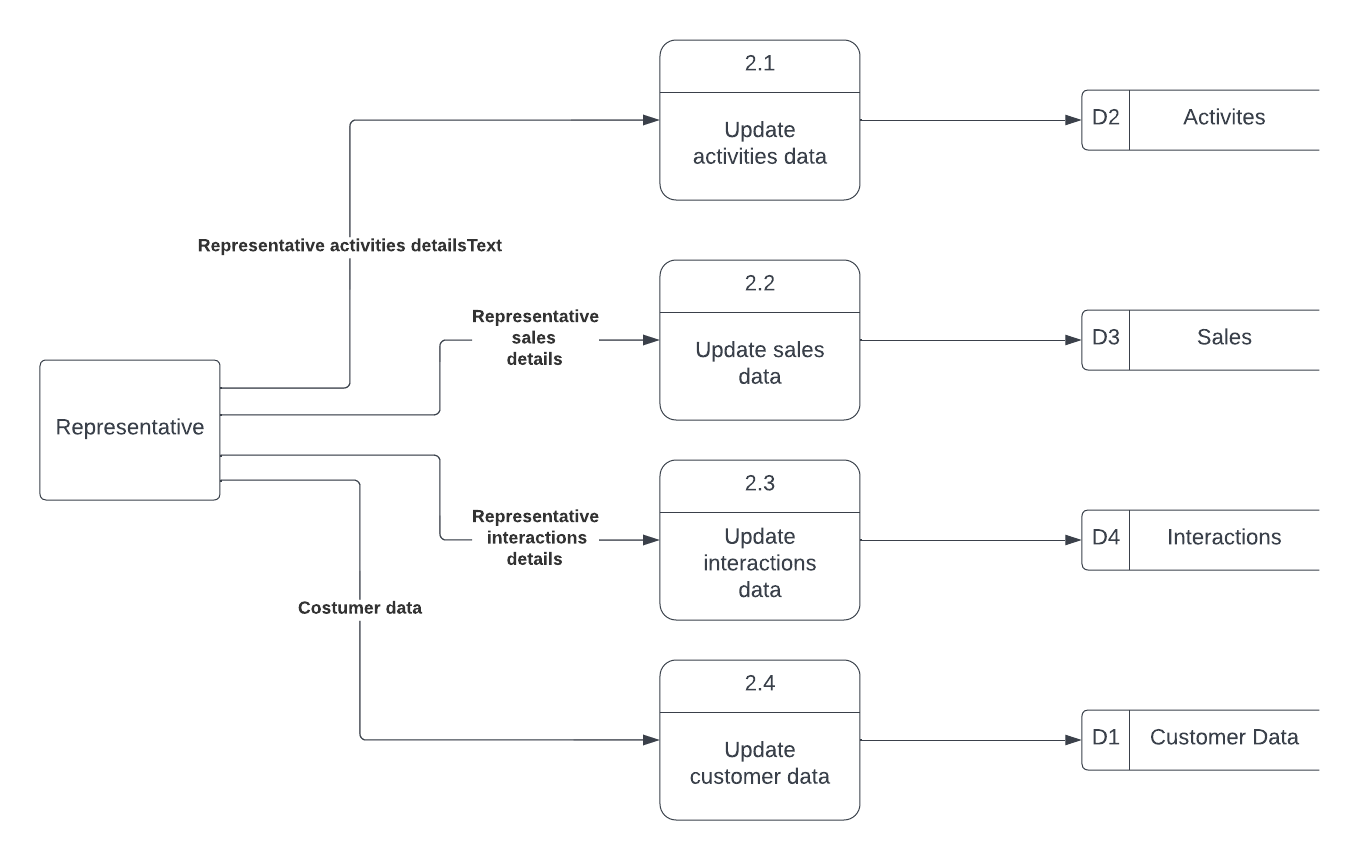 2.1
Update
activities data
D2
Activites
Representative activities detailsText
2.2
Update sales
data
D3
Sales
Representative
sales
details
Representative
2.3
Update
interactions
data
D4
Interactions
Representative
interactions
details
Costumer data
2.4
Update
customer data
D1
Customer Data